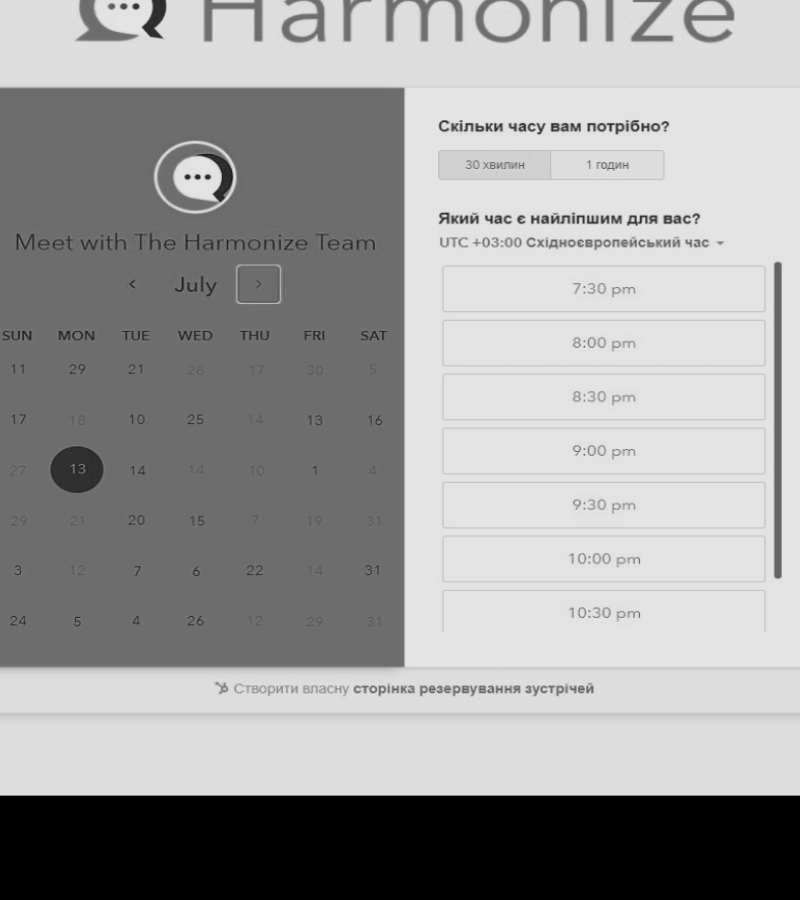 Harmonize
Meet with The Harmonize Team
July
SUN MON TUE WED THU FRI SAT
11 29 21 28 17 30 5
17 18 10 25 14 13 16
27 13 14 14 10 1 4
29 21 20 15 7 19 31
3 12 7 6 22 14 31
24 5 4 26 12 29 31
Скільки часу вам потрібно?
30 хвилин 1 годин
Який час є найліпшим для вас?
UTC +03:00 Східноєвропейський час
7:30 pm
8:00 pm
8:30 pm
9:00 pm
9:30 pm
10:00 pm
10:30 pm
Створити власну сторінка резервування зустрічей